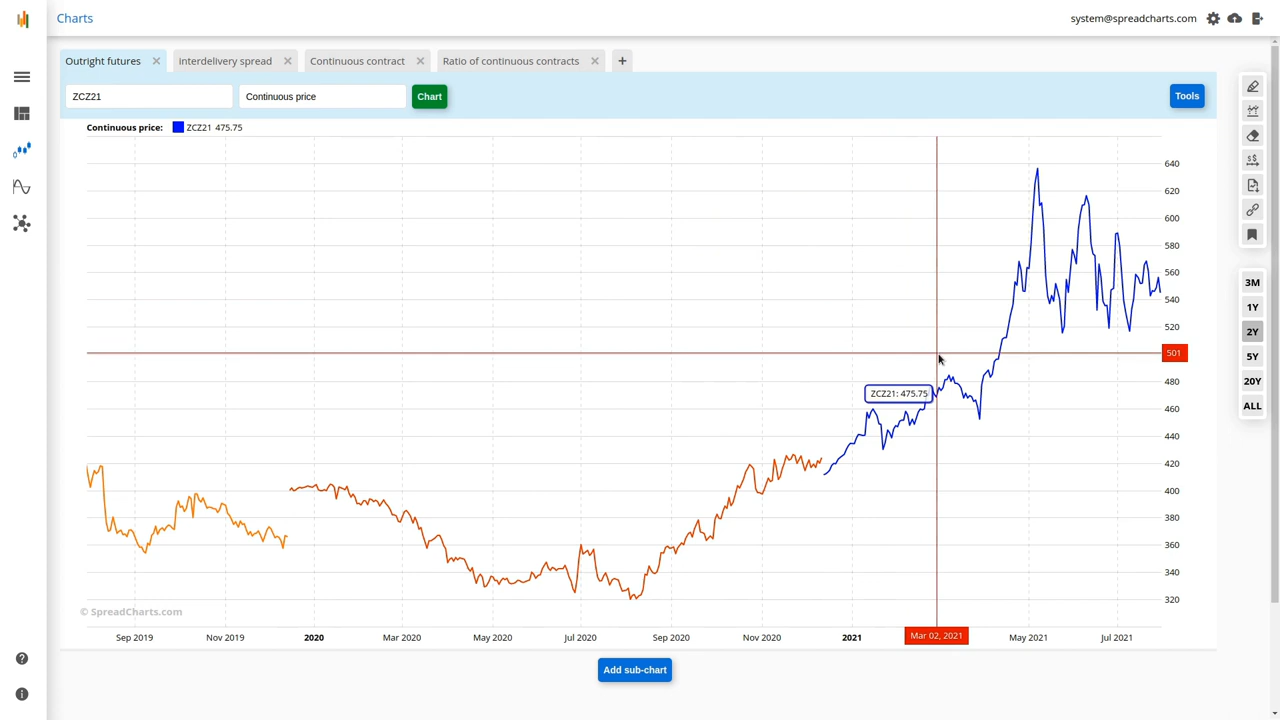 Charts
system@spreadcharts.com
Outright futures
Interdelivery spread
Continuous contract
Ratio of continuous contracts
ZCZ21
Continuous price
Chart
Tools
Continuous price: ZCZ21 475.75
640
620
600
580
560
540
520
501
480
460
440
420
400
380
360
340
320
ZCZ21: 475.75
3M
1Y
2Y
5Y
20Y
ALL
© SpreadCharts.com
Sep 2019 Nov 2019 2020 Mar 2020 May 2020 Jul 2020 Sep 2020 Nov 2020 2021 Mar 02, 2021 May 2021 Jul 2021
Add sub-chart